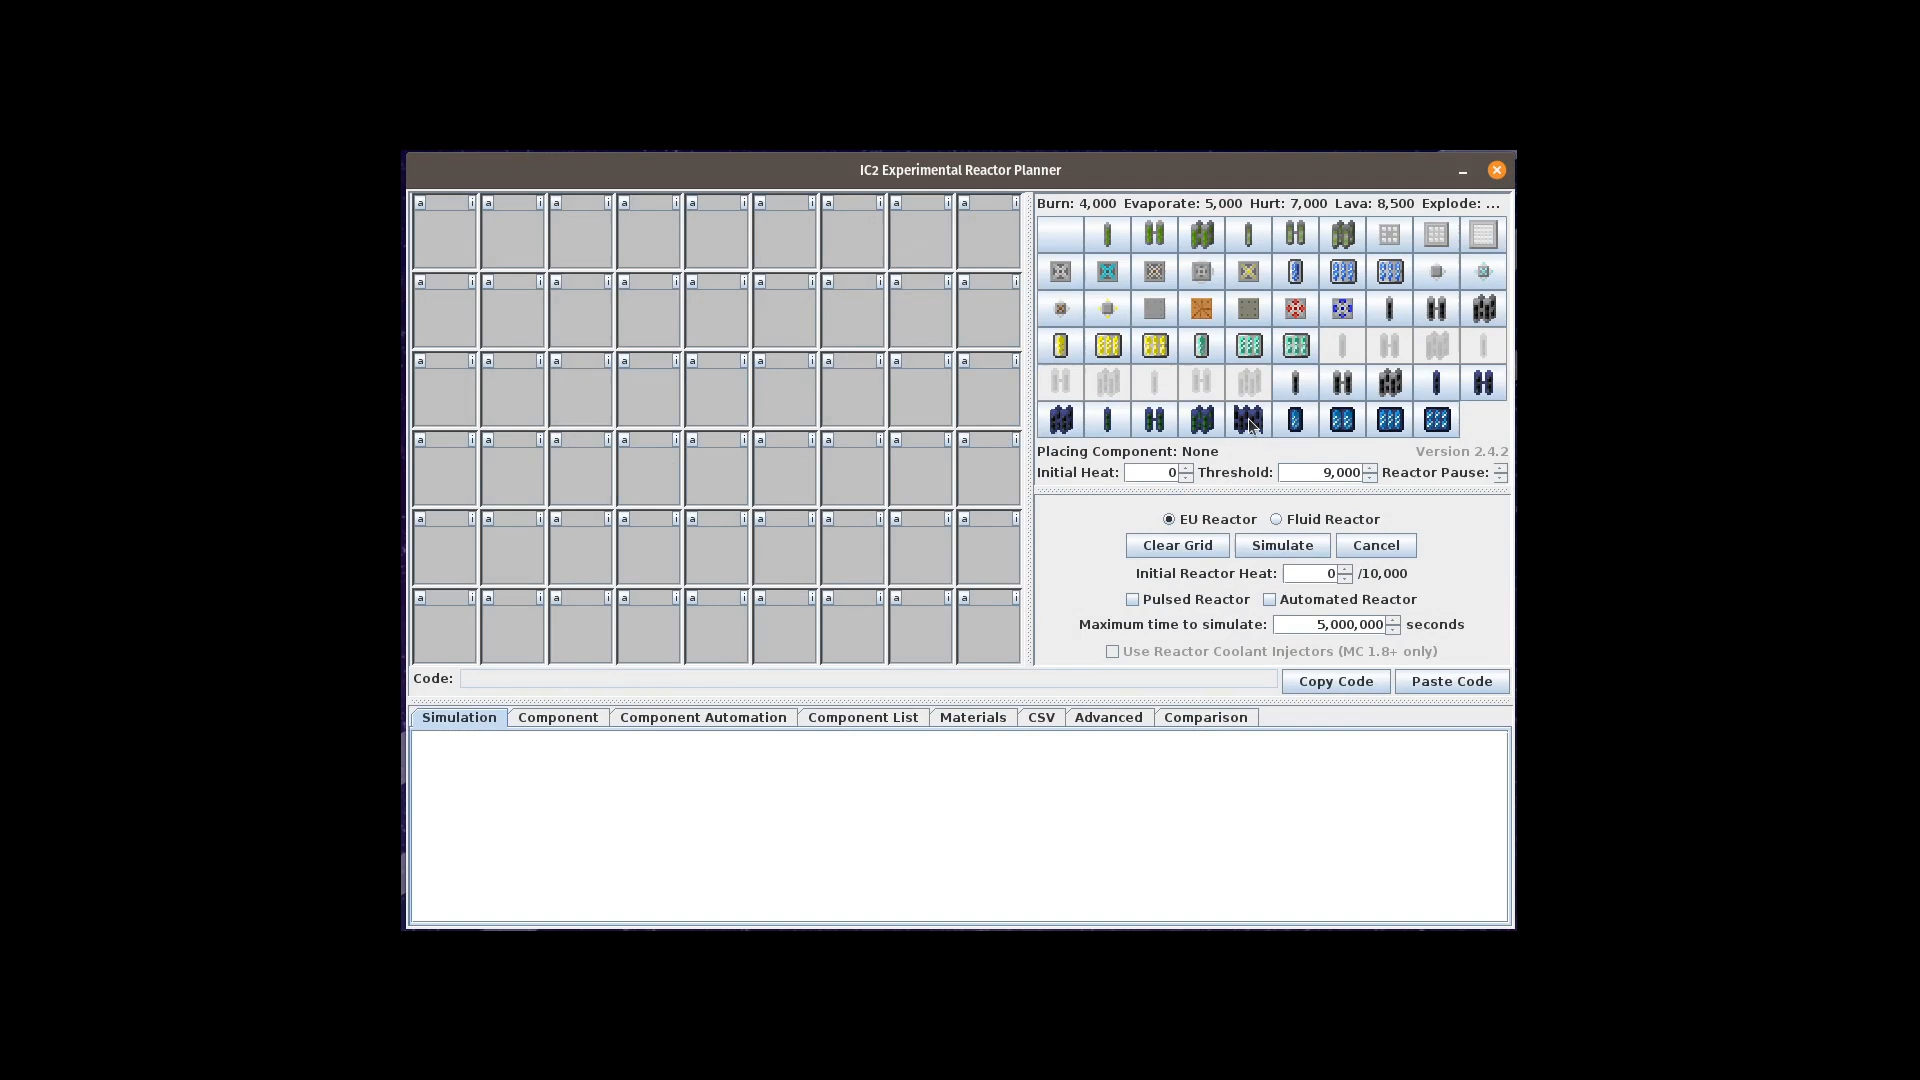 IC2 Experimental Reactor Planner
Burn: 4,000 Evaporate: 5,000 Hurt: 7,000 Lava: 8,500 Explode: ...
a i a i a i a i a i a i a i a i a i
a i a i a i a i a i a i a i a i a i
a i a i a i a i a i a i a i a i a i
a i a i a i a i a i a i a i a i a i
a i a i a i a i a i a i a i a i a i
a i a i a i a i a i a i a i a i a i
Placing Component: None Version 2.4.2
Initial Heat: 0 Threshold: 9,000 Reactor Pause:
EU Reactor Fluid Reactor
Clear Grid Simulate Cancel
Initial Reactor Heat: 0 /10,000
Pulsed Reactor Automated Reactor
Maximum time to simulate: 5,000,000 seconds
Use Reactor Coolant Injectors (MC 1.8+ only)
Code: Copy Code Paste Code
Simulation Component Component Automation Component List Materials CSV Advanced Comparison